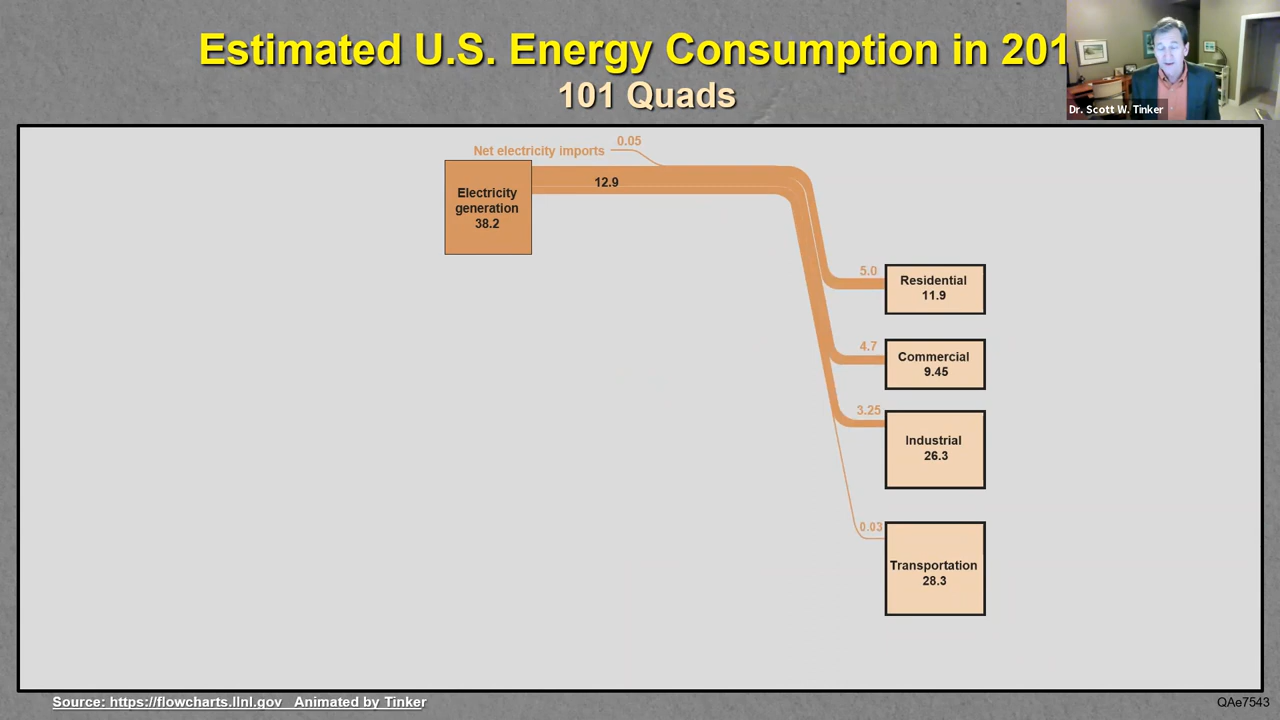 Estimated U.S. Energy Consumption in 201
101 Quads
Dr. Scott W. Tinker
0.05
Net electricity imports
12.9
Electricity
generation
38.2
5.0
Residential
11.9
4.7
Commercial
9.45
3.25
Industrial
26.3
0.03
Transportation
28.3
Source: https://flowcharts.llnl.gov   Animated by Tinker
QAe7543